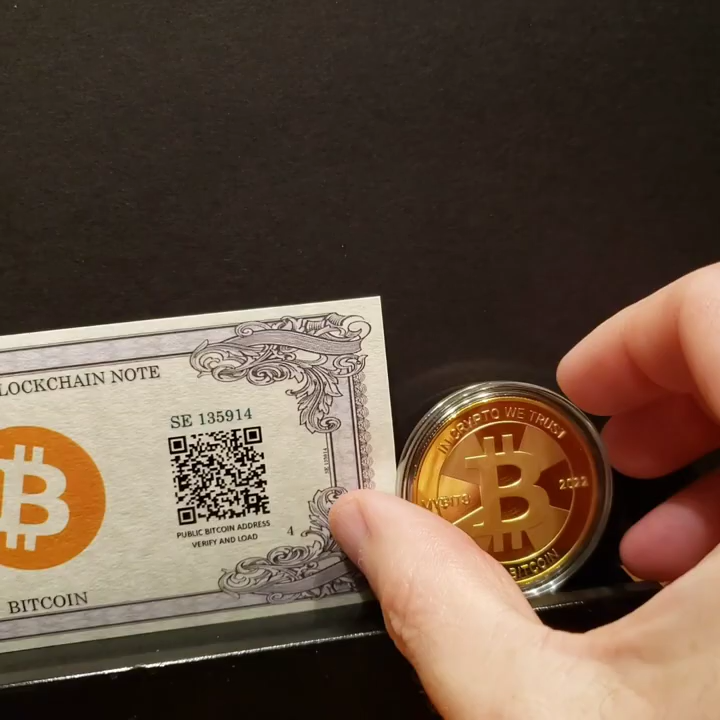 LOCKCHAIN NOTE
SE 135914
PUBLIC BITCOIN ADDRESS
VERIFY AND LOAD
4
BITCOIN
IN CRYPTO WE TRUST
2022
BITCOIN